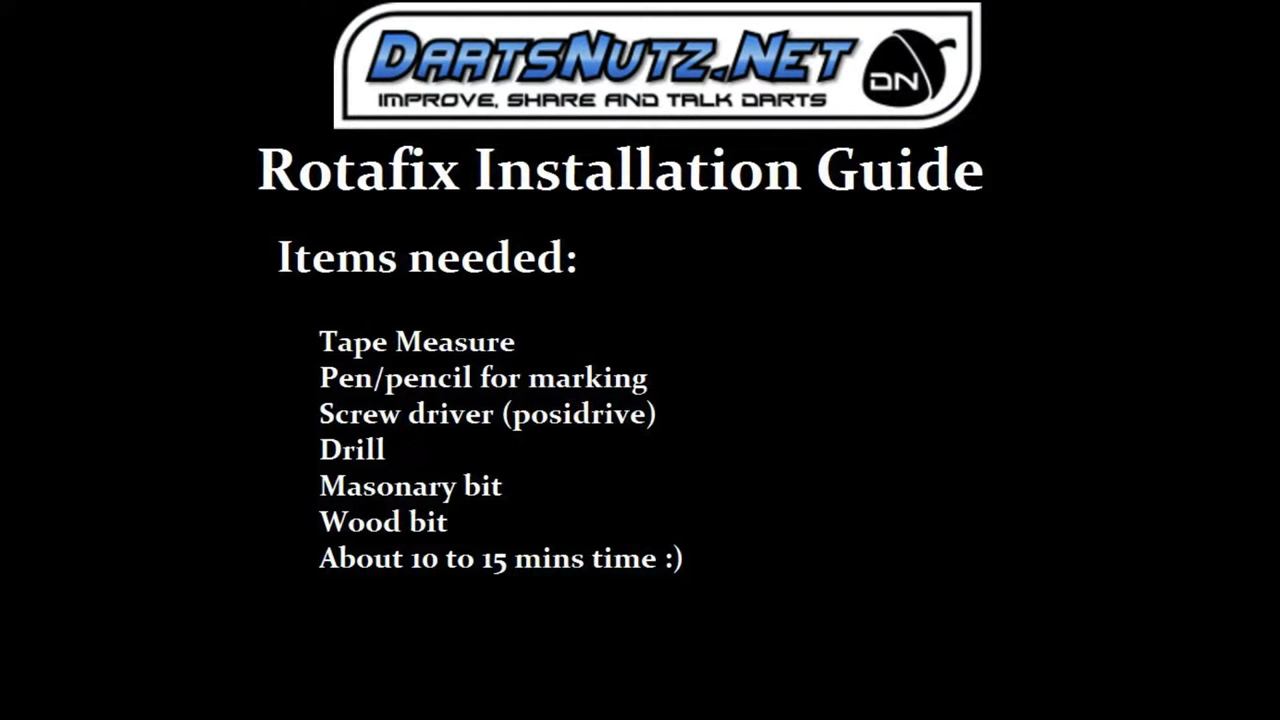 DartsNutz.Net
Improve, Share and Talk Darts
DN
Rotafix Installation Guide
Items needed:
Tape Measure
Pen/pencil for marking
Screw driver (posidrive)
Drill
Masonary bit
Wood bit
About 10 to 15 mins time :)